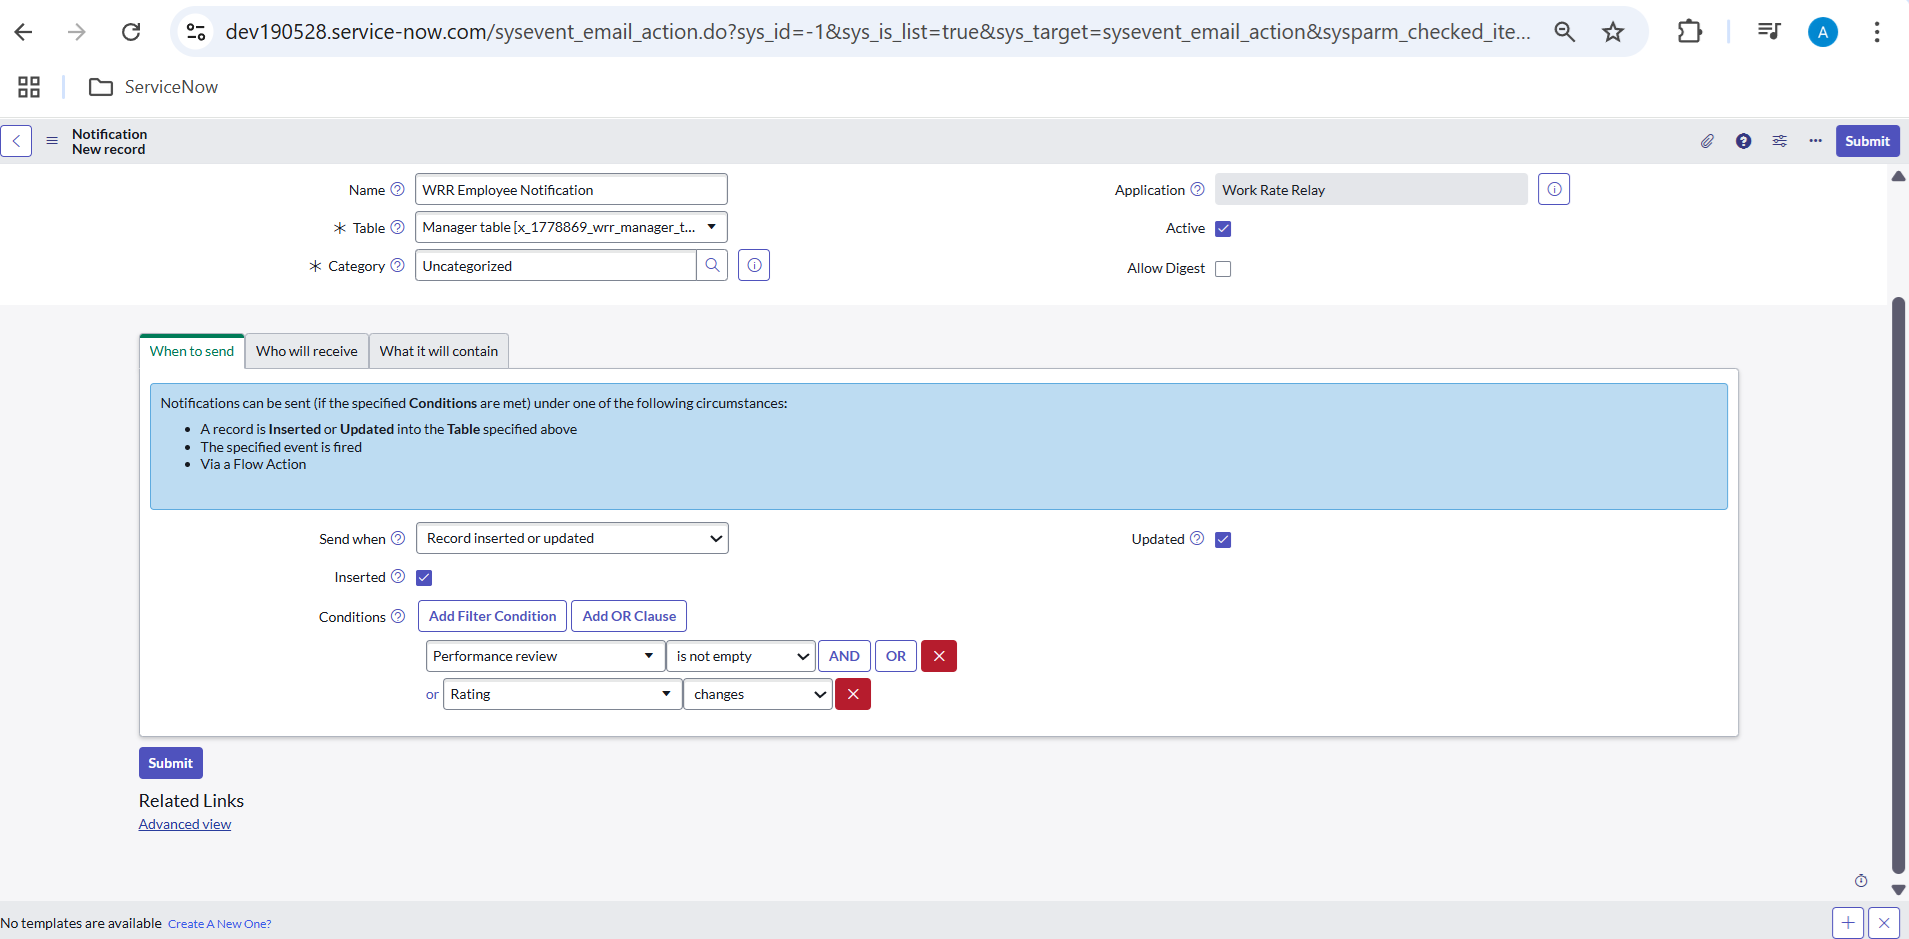 dev190528.service-now.com/sysevent_email_action.do?sys_id=-1&sys_is_list=true&sys_target=sysevent_email_action&sysparm_checked_ite...
A
ServiceNow
Notification
New record
Submit
Name
WRR Employee Notification
Application
Work Rate Relay
Table
Manager table [x_1778869_wrr_manager_t...
Active
Category
Uncategorized
Allow Digest
When to send
Who will receive
What it will contain
Notifications can be sent (if the specified Conditions are met) under one of the following circumstances:
A record is Inserted or Updated into the Table specified above
The specified event is fired
Via a Flow Action
Send when
Record inserted or updated
Updated
Inserted
Conditions
Add Filter Condition
Add OR Clause
Performance review
is not empty
AND
OR
or
Rating
changes
Submit
Related Links
Advanced view
No templates are available Create A New One?